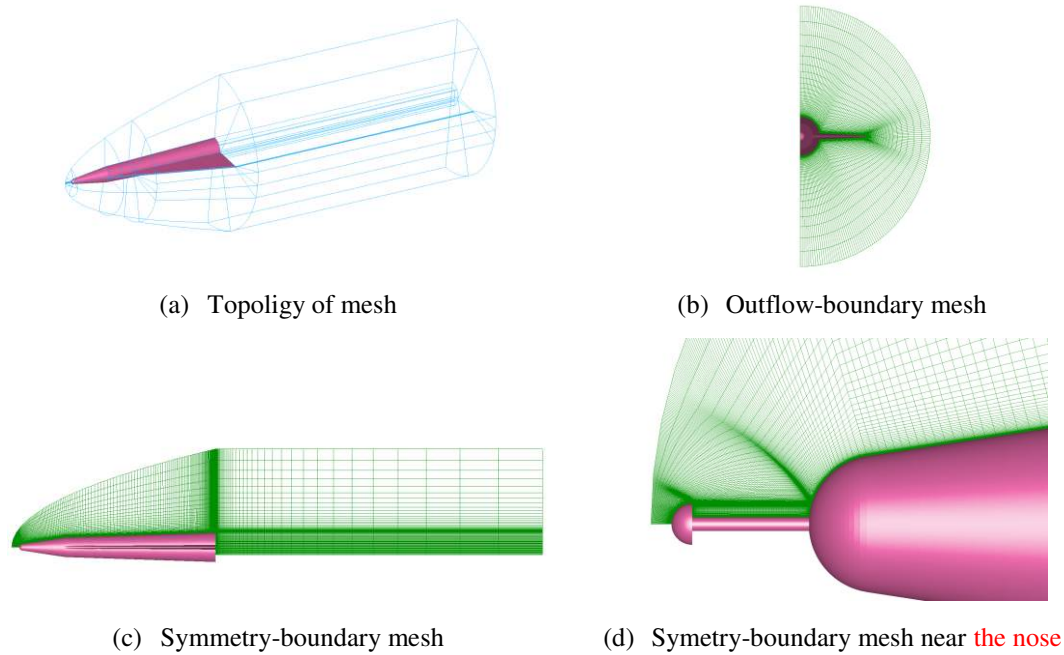 (a) Topoligy of mesh
(b) Outflow-boundary mesh
(c) Symmetry-boundary mesh
(d) Symetry-boundary mesh near the nose